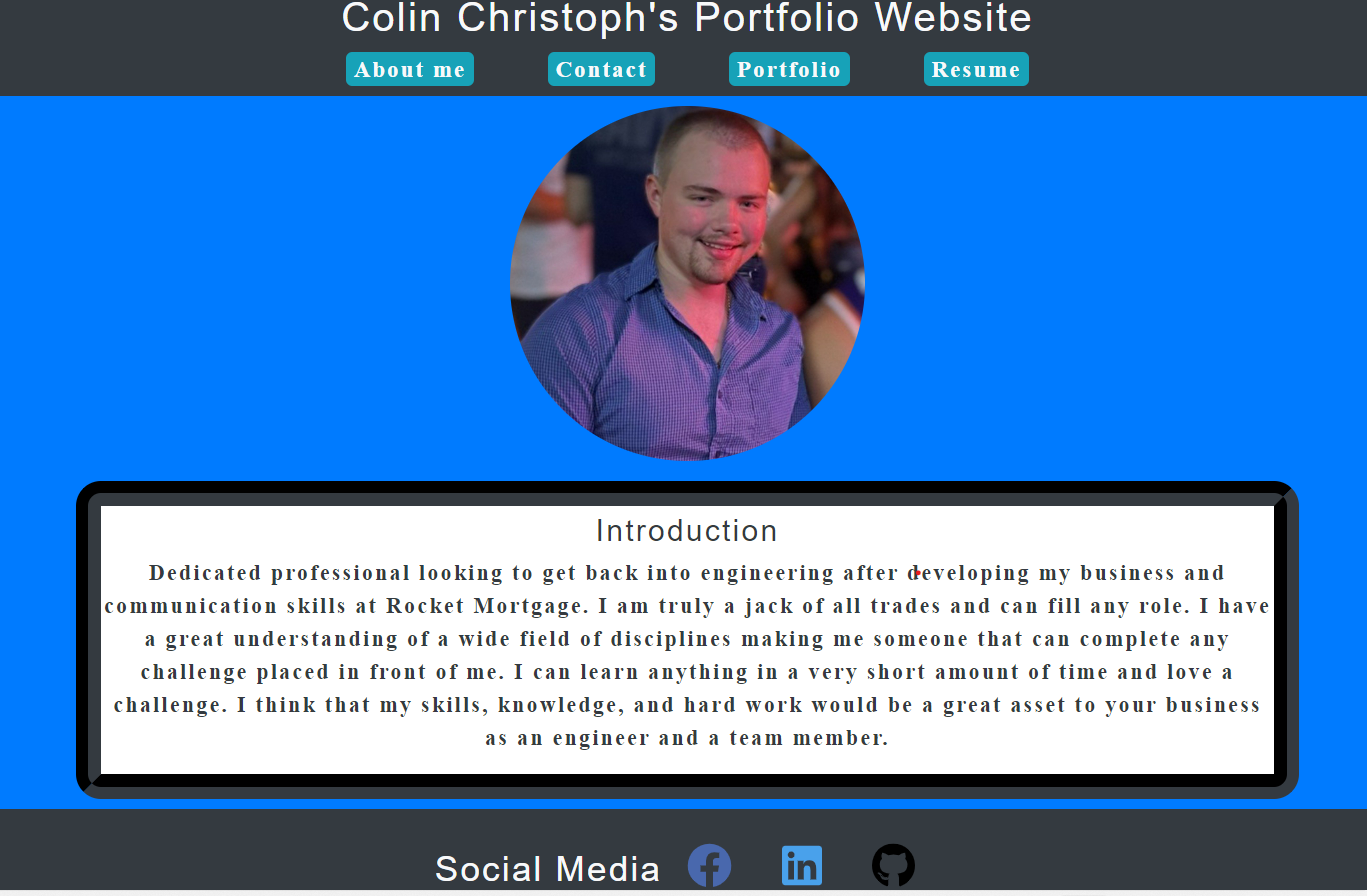 Colin Christoph's Portfolio Website
About me Contact Portfolio Resume
Introduction
Dedicated professional looking to get back into engineering after developing my business and
communication skills at Rocket Mortgage. I am truly a jack of all trades and can fill any role. I have
a great understanding of a wide field of disciplines making me someone that can complete any
challenge placed in front of me. I can learn anything in a very short amount of time and love a
challenge. I think that my skills, knowledge, and hard work would be a great asset to your business
as an engineer and a team member.
Social Media in